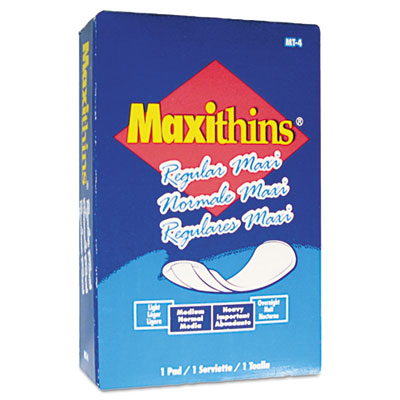 MT-4
Maxithins®
Regular Maxi
Normale Maxi
Regulares Maxi
Light
Léger
Ligera
Medium
Normal
Media
Heavy
Important
Abundante
Overnight
Nuit
Nocturna
1 Pad / 1 Serviette / 1 Toalla
Maxithins